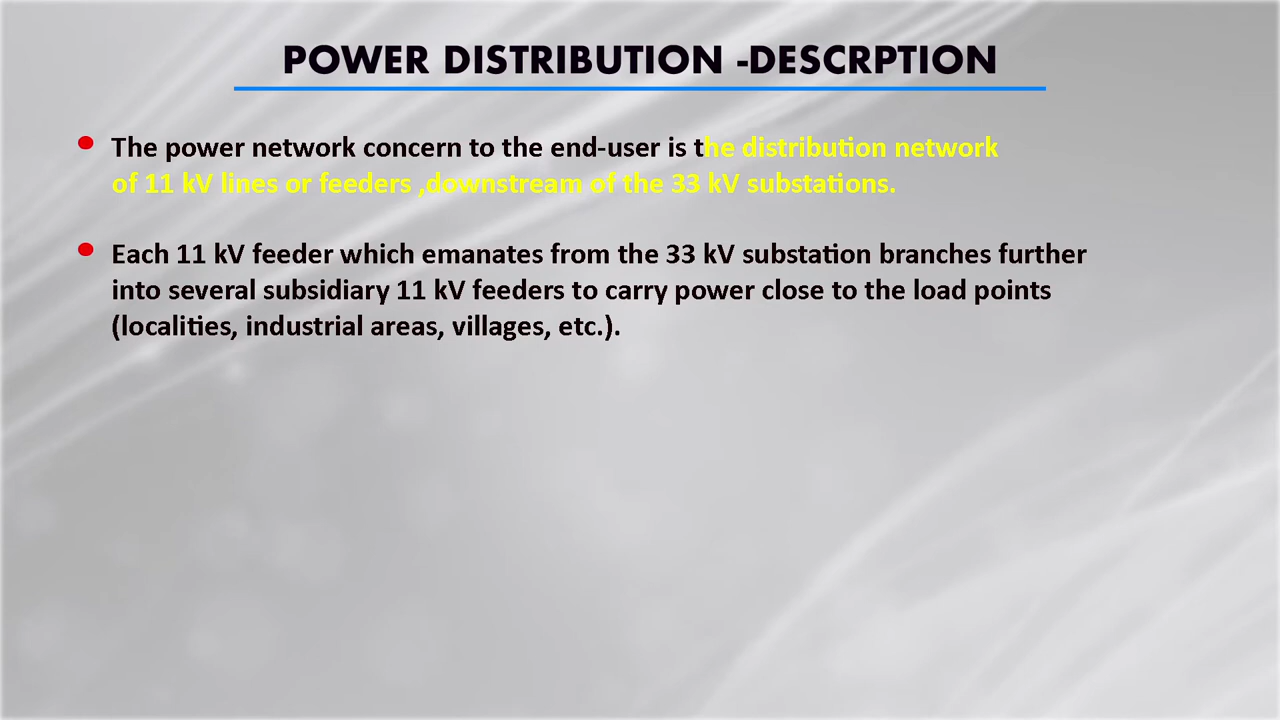 POWER DISTRIBUTION -DESCRPTION
The power network concern to the end-user is the distribution network
of 11 kV lines or feeders ,downstream of the 33 kV substations.
Each 11 kV feeder which emanates from the 33 kV substation branches further
into several subsidiary 11 kV feeders to carry power close to the load points
(localities, industrial areas, villages, etc.).